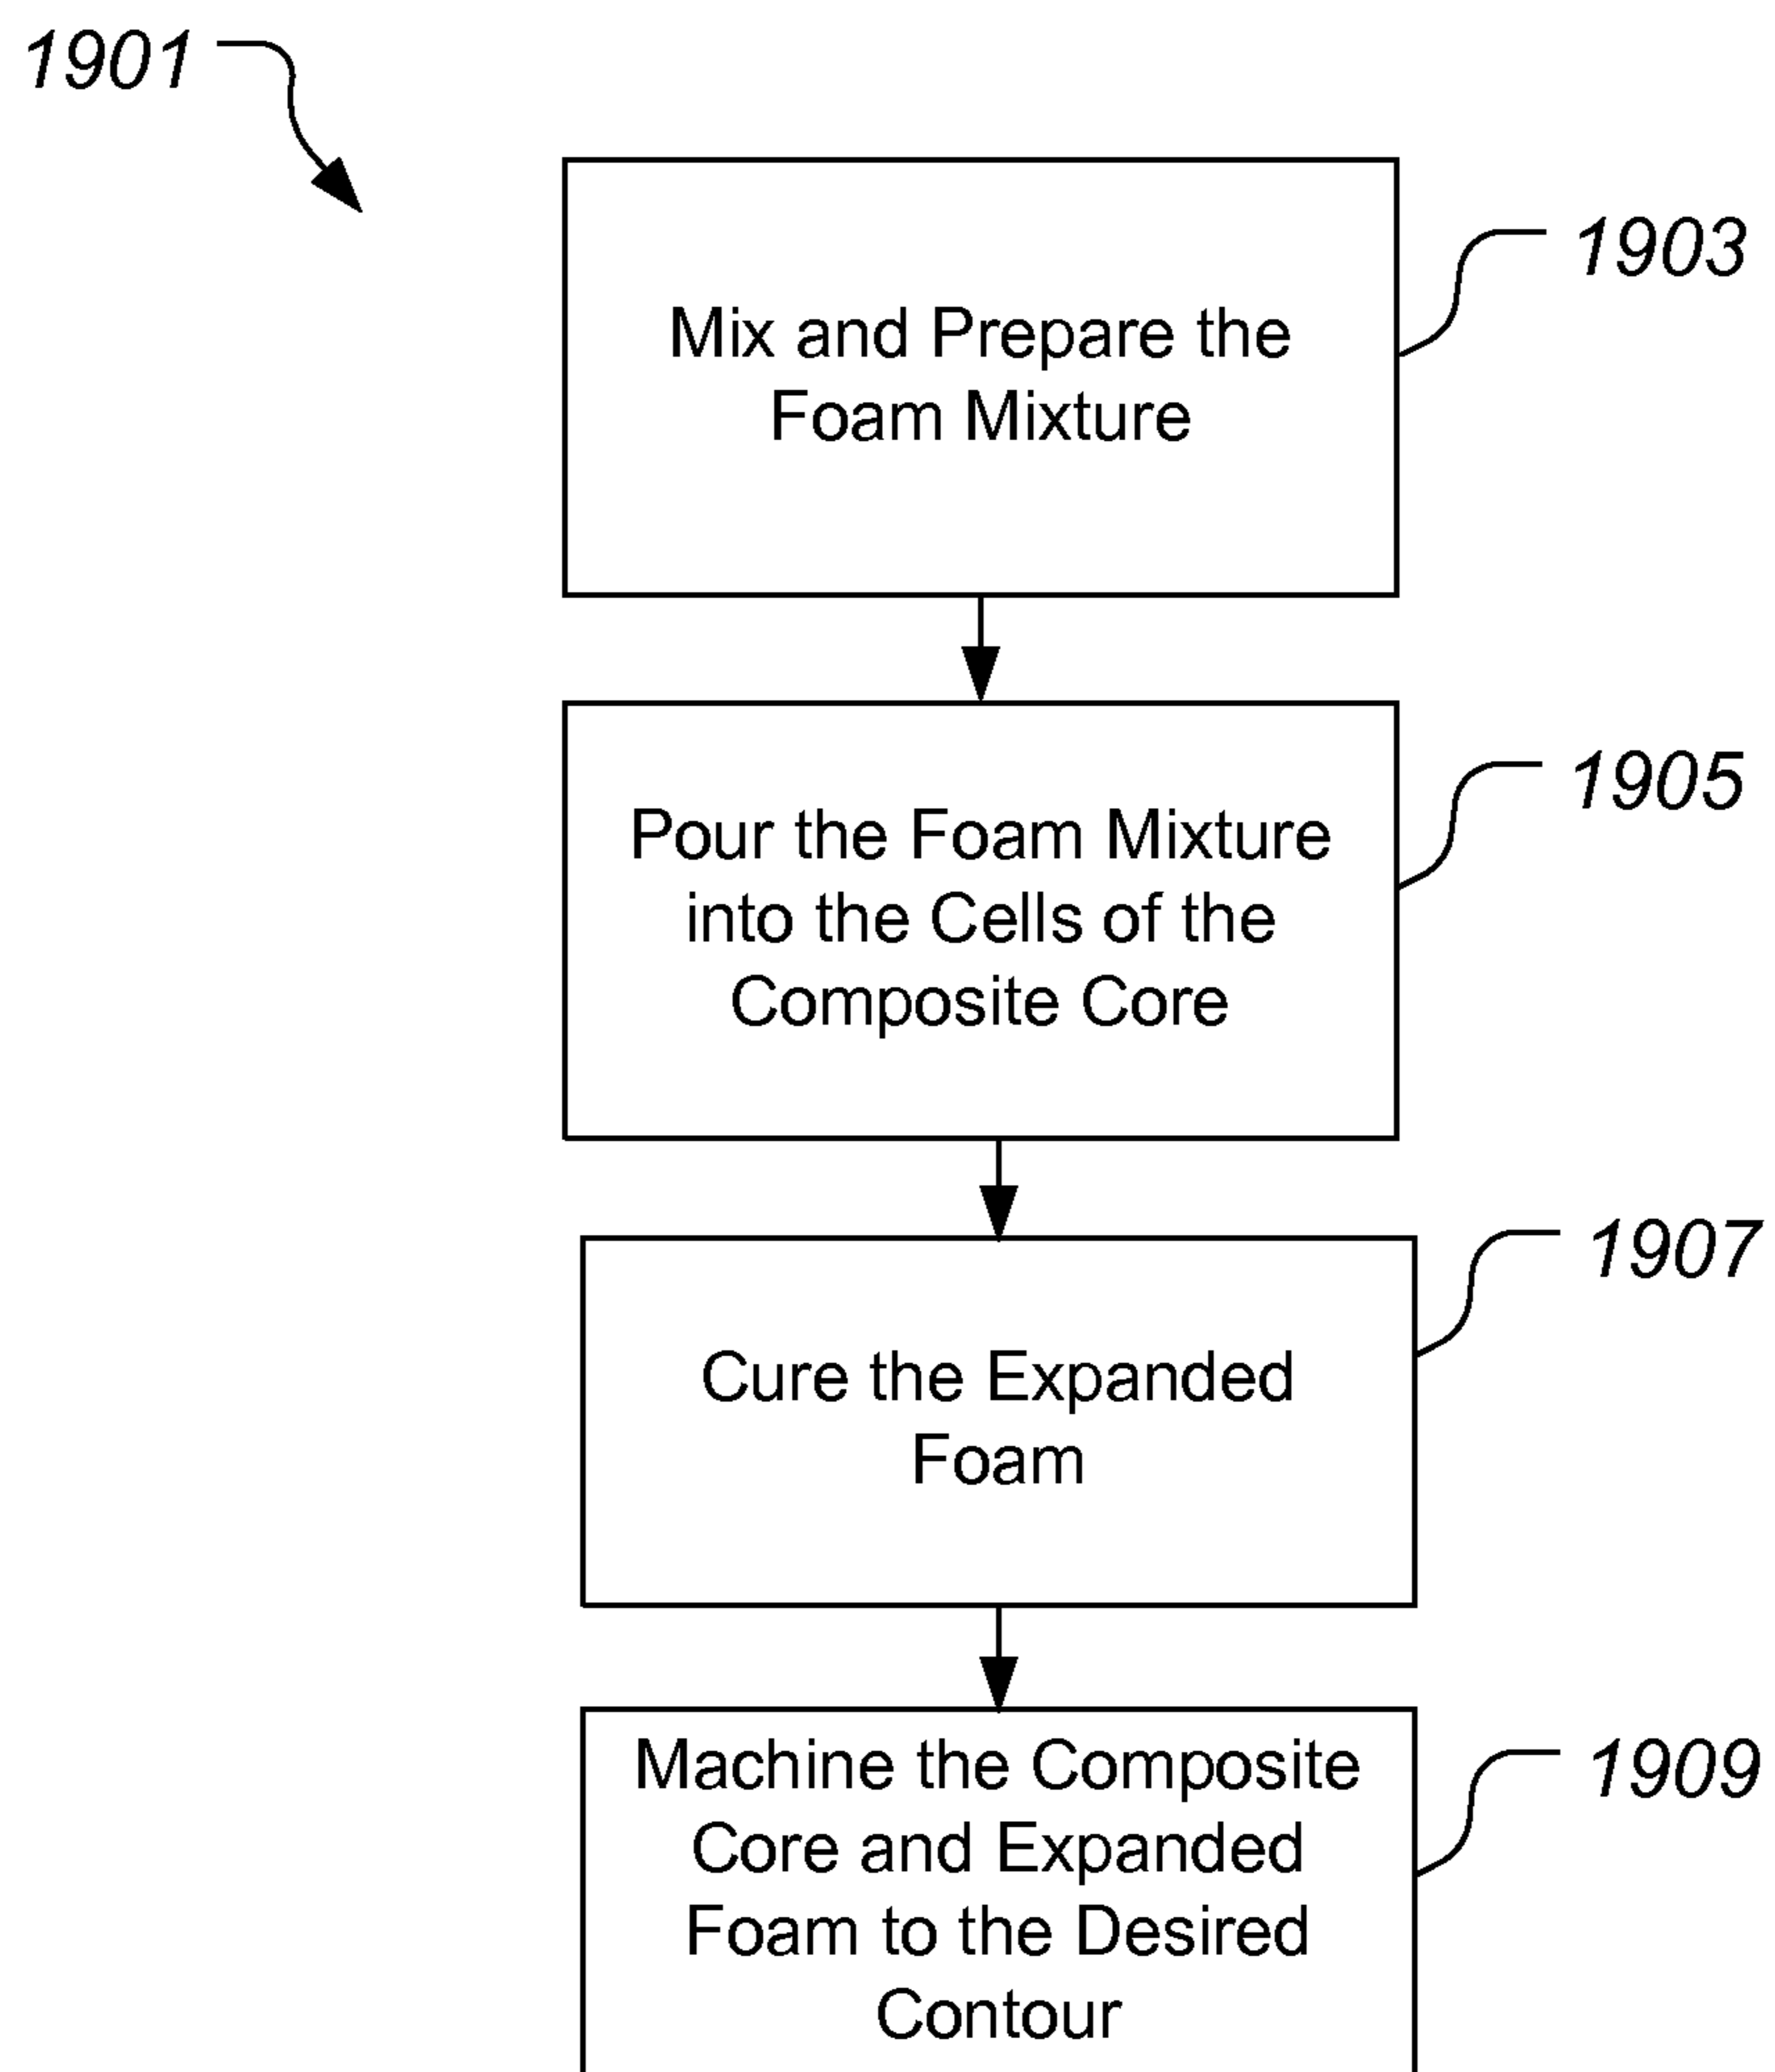 1901
1903
Mix and Prepare the
Foam Mixture
1905
Pour the Foam Mixture
into the Cells of the
Composite Core
1907
Cure the Expanded
Foam
1909
Machine the Composite
Core and Expanded
Foam to the Desired
Contour